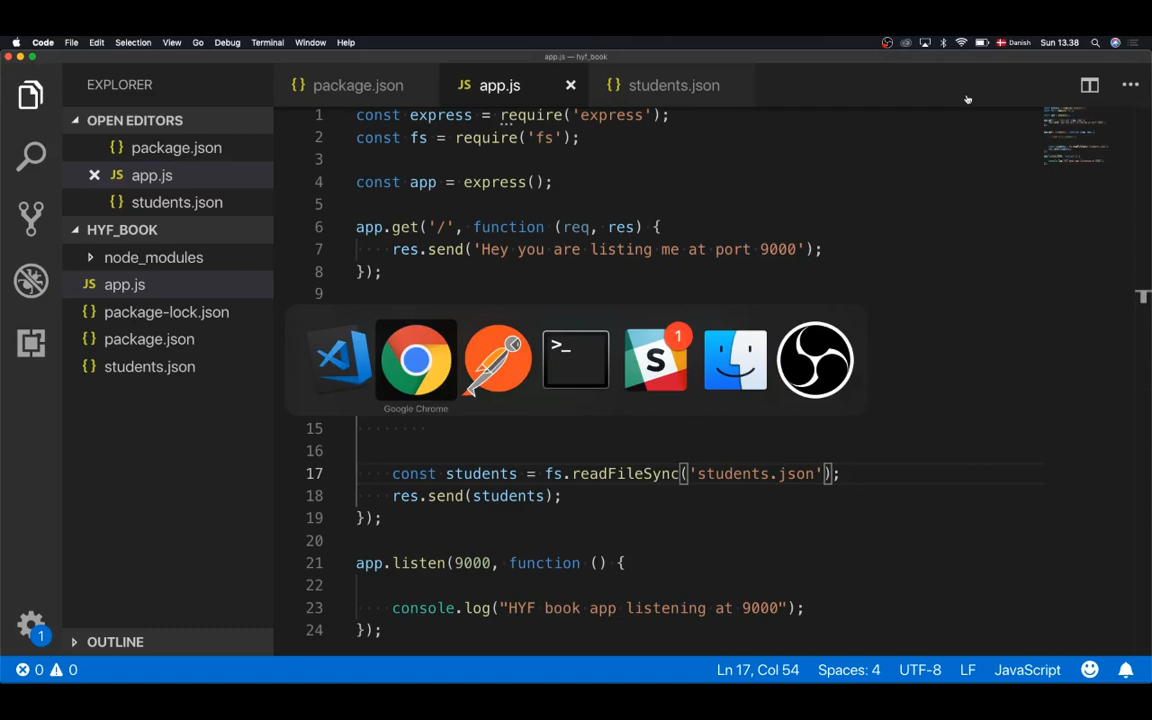 Code File Edit Selection View Go Debug Terminal Window Help Danish Sun 13.38
app.js — hyf_book
EXPLORER
{} package.json
JS app.js ×
{} students.json
OPEN EDITORS
{} package.json
× JS app.js
{} students.json
HYF_BOOK
node_modules
JS app.js
{} package-lock.json
{} package.json
{} students.json
OUTLINE
1 const express = require('express');
2 const fs = require('fs');
3
4 const app = express();
5
6 app.get('/', function (req, res) {
7 res.send('Hey you are listing me at port 9000');
8 });
9
>_
S
1
Google Chrome
15
16
17 const students = fs.readFileSync('students.json');
18 res.send(students);
19 });
20
21 app.listen(9000, function () {
22
23 console.log("HYF book app listening at 9000");
24 });
1
0 0 Ln 17, Col 54 Spaces: 4 UTF-8 LF JavaScript